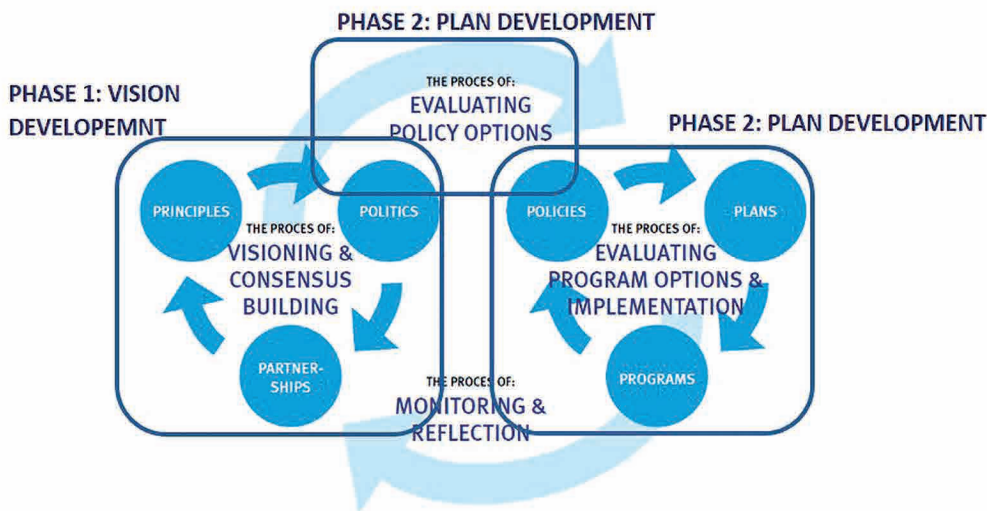 PHASE 2: PLAN DEVELOPMENT
THE PROCES OF:
EVALUATING
POLICY OPTIONS
PHASE 1: VISION
DEVELOPEMNT
PRINCIPLES
POLITICS
THE PROCES OF:
VISIONING &
CONSENSUS
BUILDING
PARTNER-
SHIPS
PHASE 2: PLAN DEVELOPMENT
POLICIES
PLANS
THE PROCES OF:
EVALUATING
PROGRAM OPTIONS &
IMPLEMENTATION
PROGRAMS
THE PROCES OF:
MONITORING &
REFLECTION